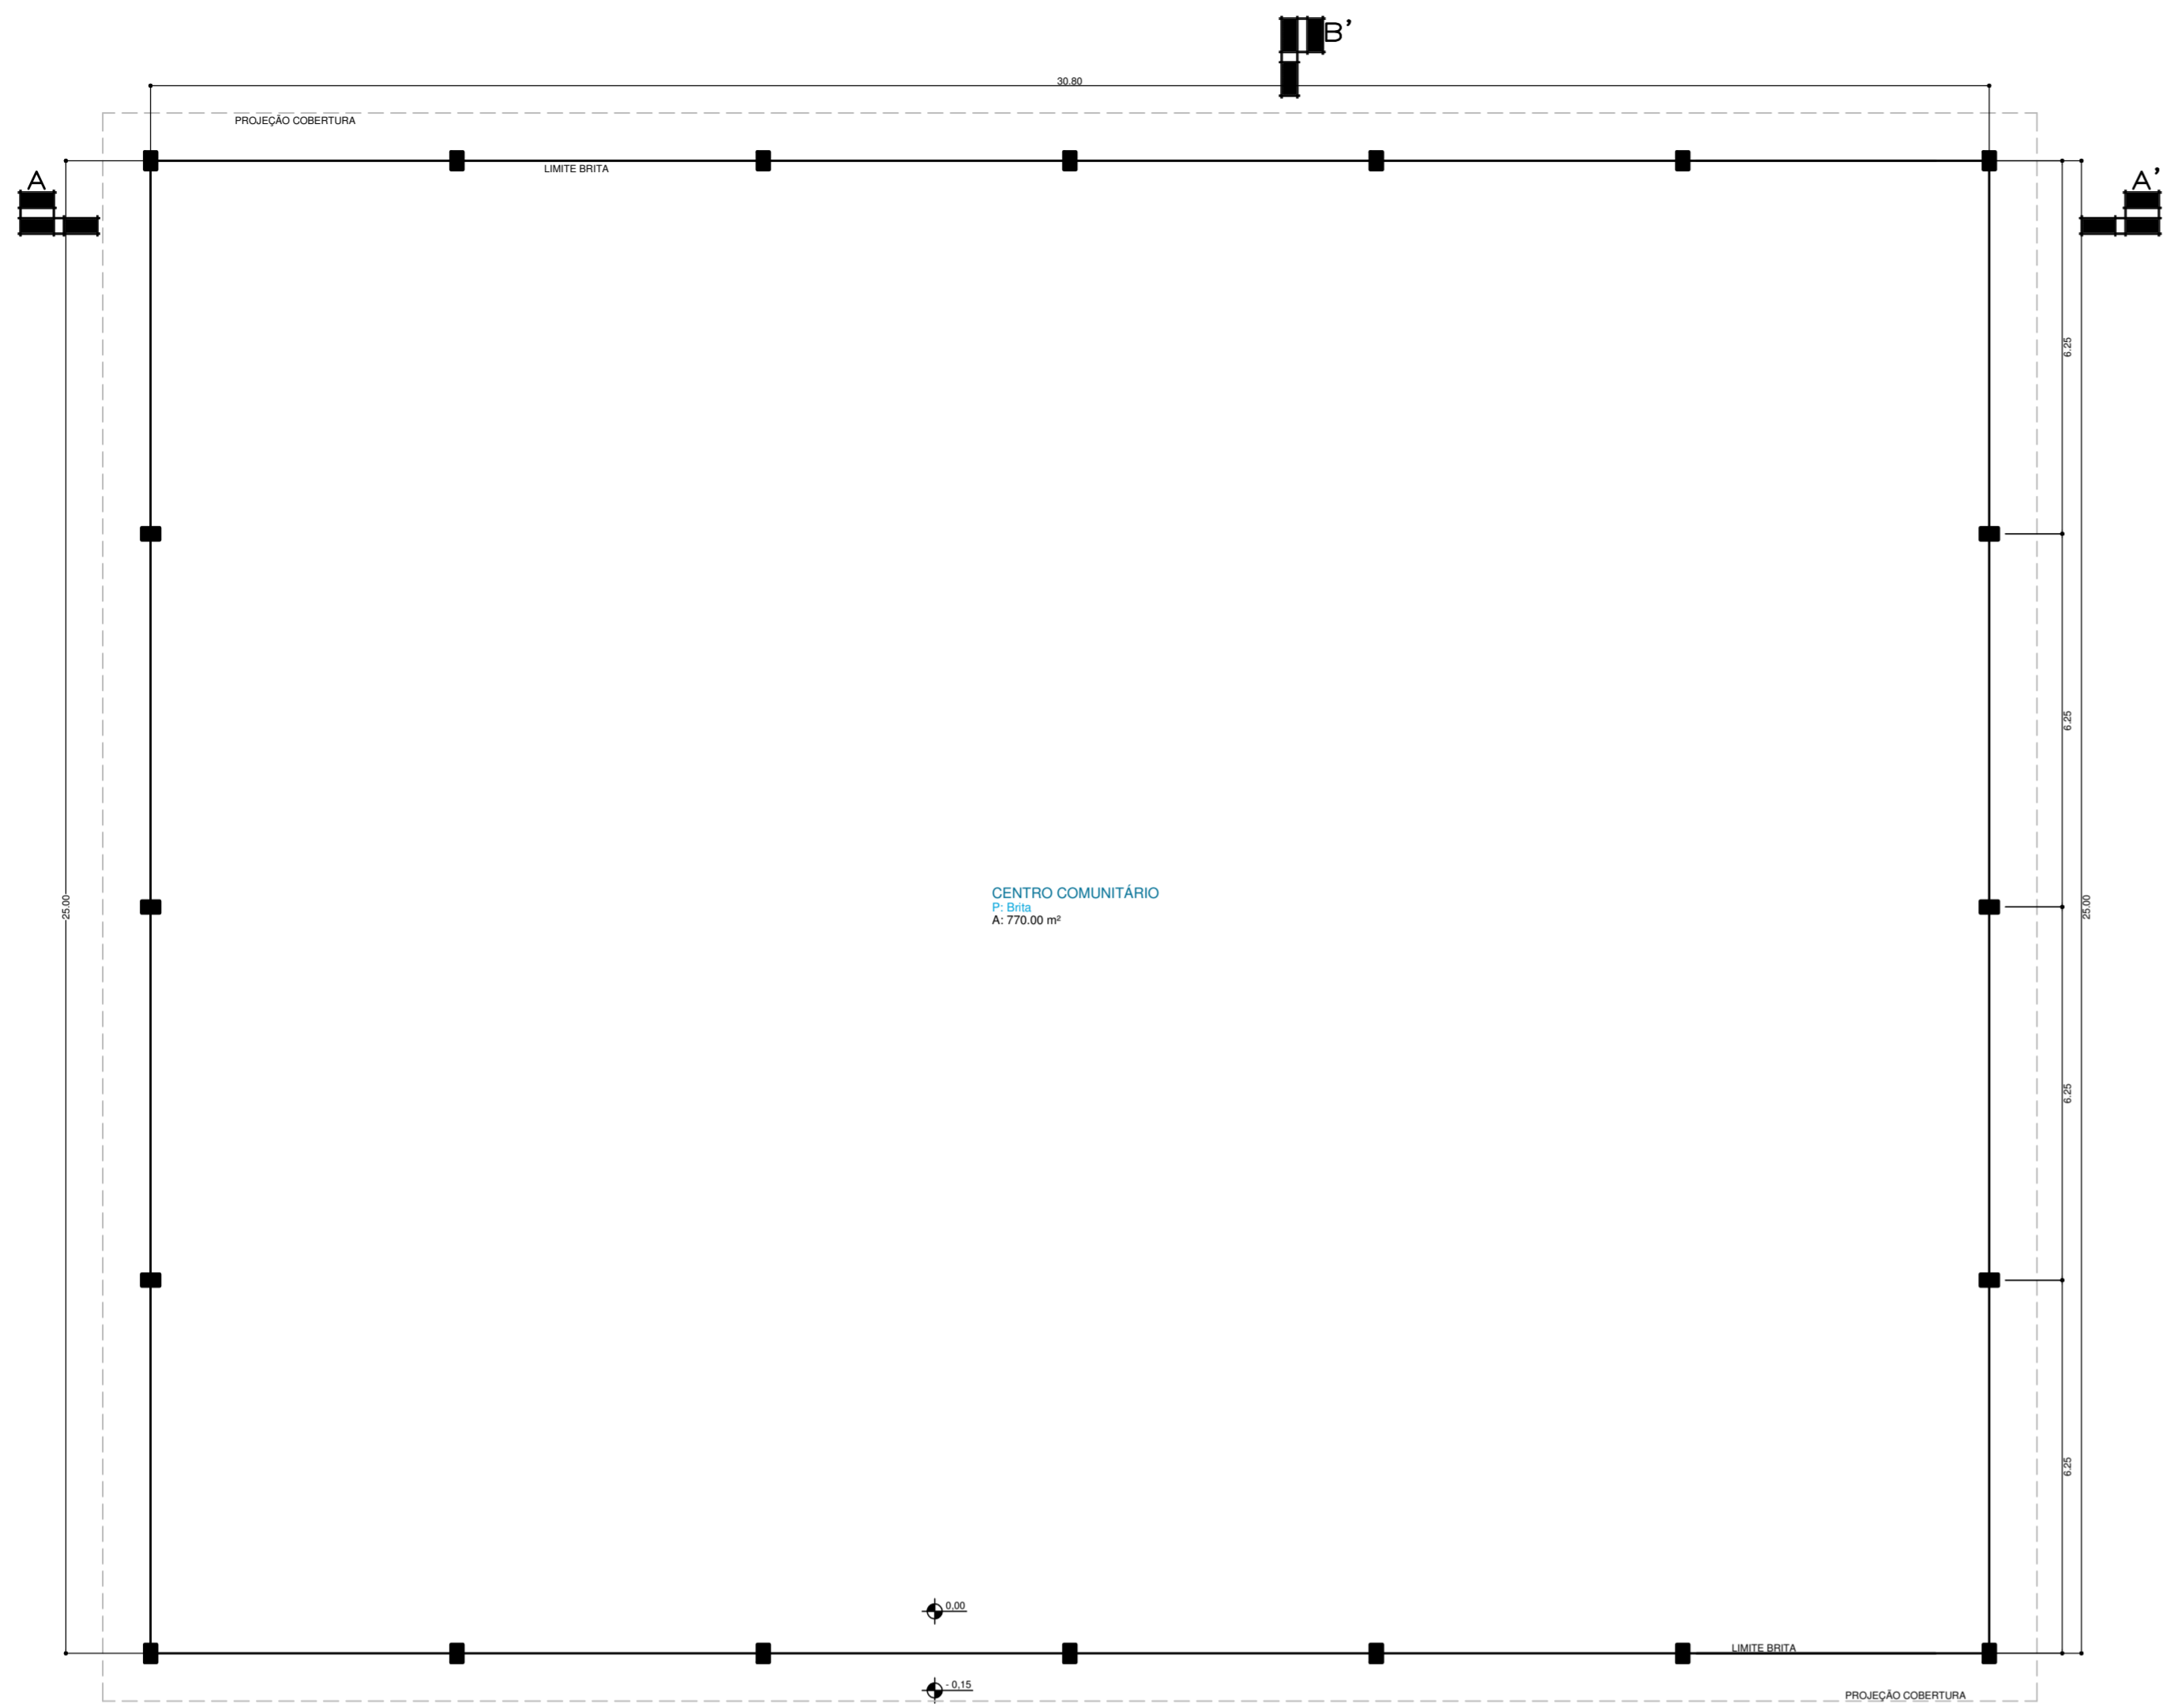 B’
30.80
PROJEÇÃO COBERTURA
LIMITE BRITA
A
A’
6.25
6.25
25.00
25.00
CENTRO COMUNITÁRIO
P: Brita
A: 770.00 m²
6.25
6.25
0,00
LIMITE BRITA
- 0,15
PROJEÇÃO COBERTURA